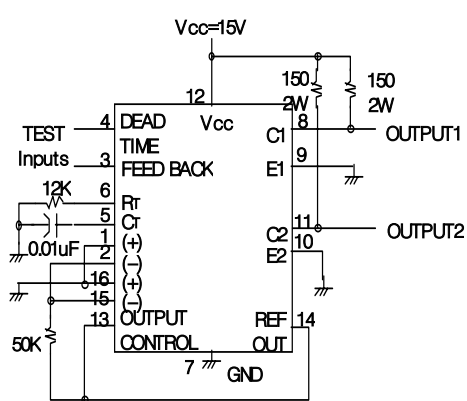 Vcc=15V
150
2W
150
2W
12
Vcc
TEST
Inputs
4
DEAD
TIME
3
FEED BACK
8
C1
OUTPUT1
9
E1
12K
6
RT
5
CT
0.01uF
1
(+)
2
(−)
16
(+)
15
(−)
11
C2
OUTPUT2
10
E2
13
OUTPUT
CONTROL
50K
REF
OUT
14
7
GND